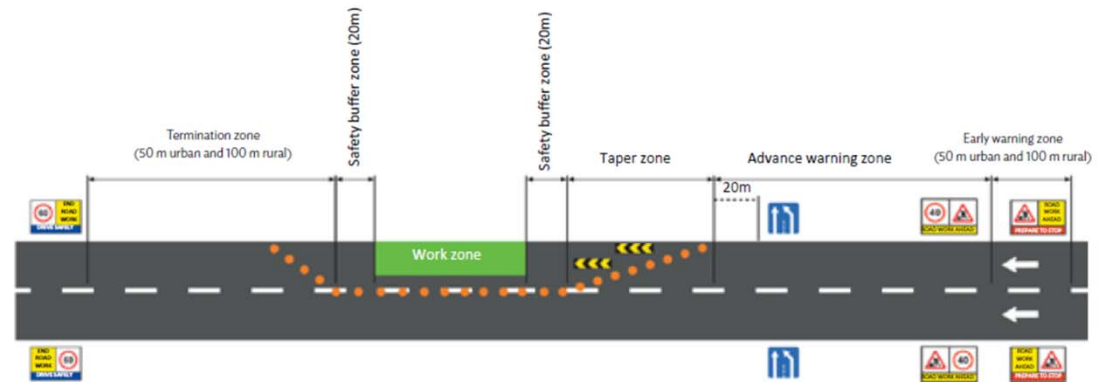 Safety buffer zone (20m)
Safety buffer zone (20m)
Termination zone
(50 m urban and 100 m rural)
Taper zone
Advance warning zone
Early warning zone
(50 m urban and 100 m rural)
20m
60
END
ROAD
WORK
DRIVE SAFELY
40
ROAD WORK AHEAD
ROAD
WORK
AHEAD
PREPARE TO STOP
Work zone
END
ROAD
WORK
60
DRIVE SAFELY
40
ROAD WORK AHEAD
ROAD
WORK
AHEAD
PREPARE TO STOP